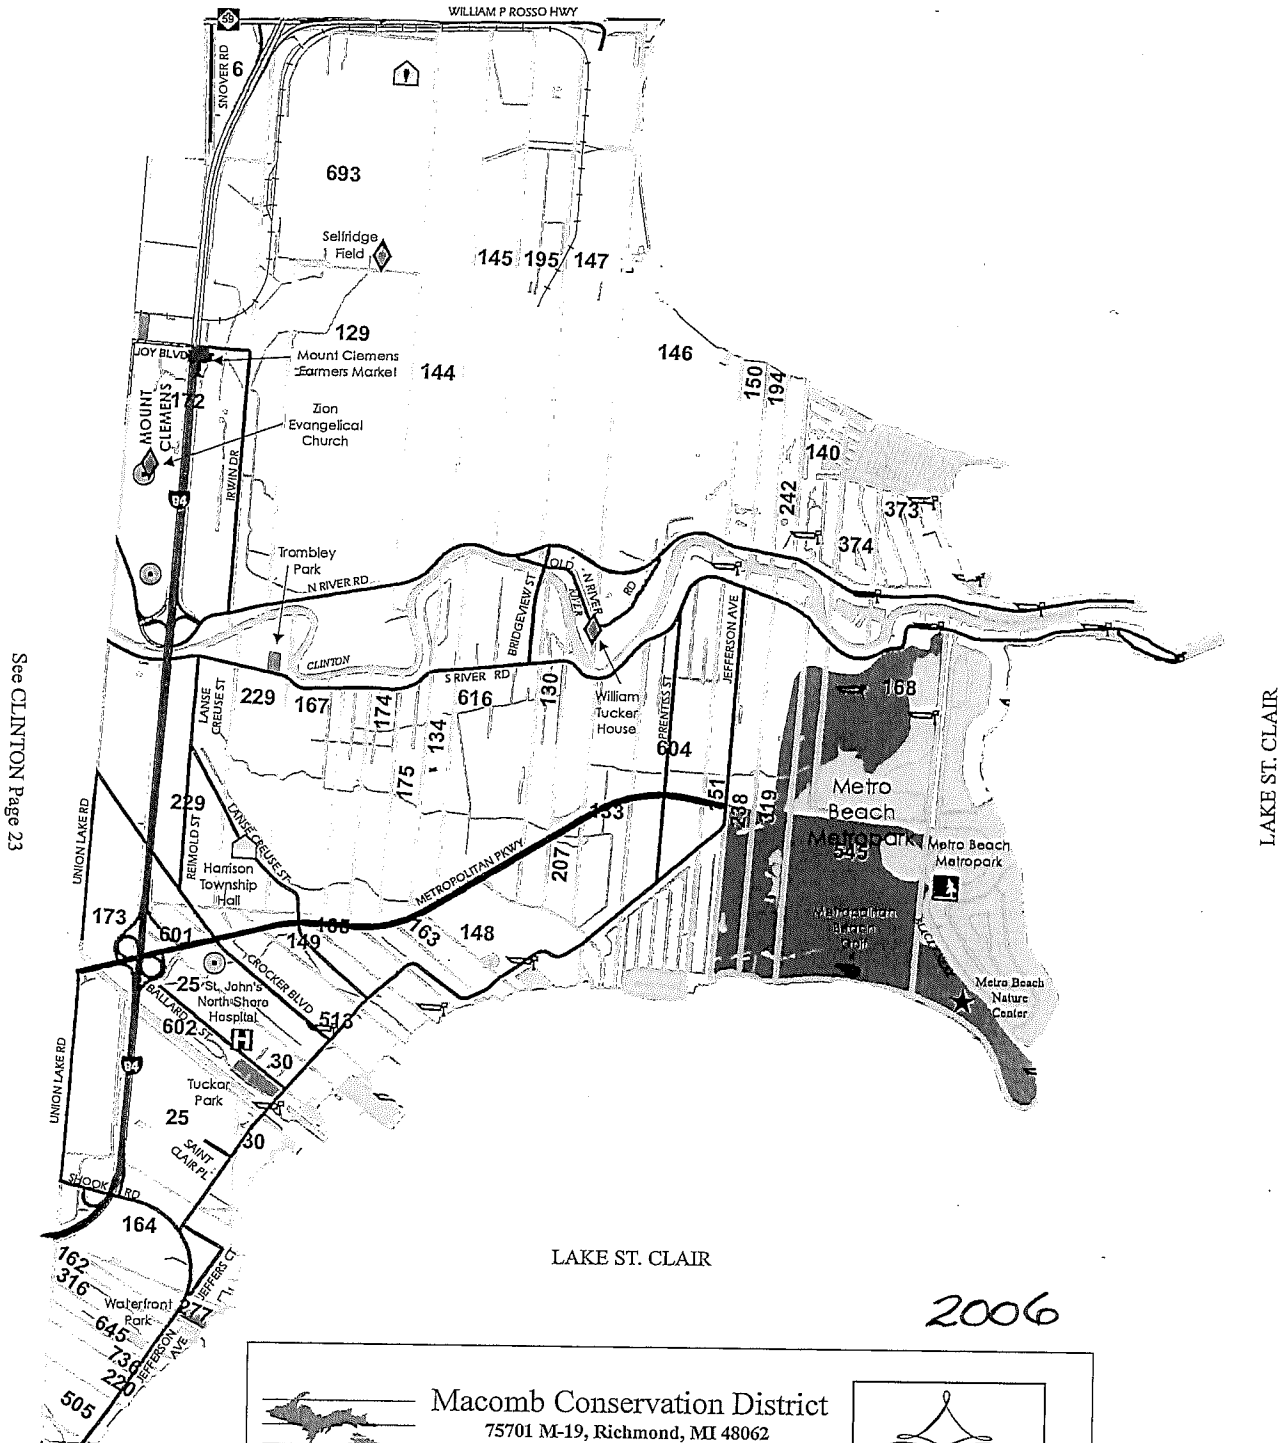 WILLIAM P ROSSO HWY
59
SNOVER RD
6
693
Selfridge
Field
145
195
147
129
JOY BLVD
Mount Clemens
Farmers Market
144
146
150
194
172
MOUNT
CLEMENS
Zion
Evangelical
Church
140
IRWIN DR
94
242
373
374
Trombley
Park
N RIVER RD
OLD
N RIVER
RD
RIVER
BRIDGEVIEW ST
JEFFERSON AVE
CLINTON
S RIVER RD
LANSE
CREUSE ST
229
167
174
616
130
William
Tucker
House
PRENTISS ST
168
134
604
See CLINTON Page 23
LAKE ST. CLAIR
175
Metro
Beach
Metropark
545
Metro Beach
Metropark
229
REIMOLD ST
LANSE CREUSE ST
UNION LAKE RD
133
151
238
319
207
Harrison
Township
Hall
METROPOLITAN PKWY
173
601
149
163
148
Metropolitan
Beach
25
St. John's
North Shore
Hospital
H
CROCKER BLVD
BALLARD ST
602
513
30
Metro Beach
Nature
Center
UNION LAKE RD
94
Tuckar
Park
25
30
SAINT
CLAIR PL
SHOOK RD
164
JEFFERS CT
162
316
Waterfront
Park
277
645
736
220
JEFFERSON
AVE
505
LAKE ST. CLAIR
2006
Macomb Conservation District
75701 M-19, Richmond, MI 48062